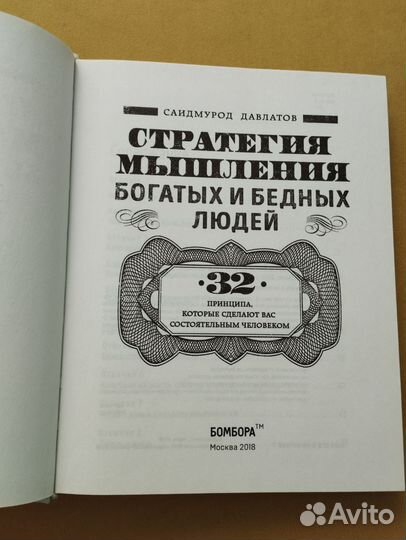 САИДМУРОД ДАВЛАТОВ
СТРАТЕГИЯ
МЫШЛЕНИЯ
БОГАТЫХ И БЕДНЫХ
ЛЮДЕЙ
·32·
ПРИНЦИПА,
КОТОРЫЕ СДЕЛАЮТ ВАС
СОСТОЯТЕЛЬНЫМ ЧЕЛОВЕКОМ
БОМБОРА™
Москва 2018
Avito